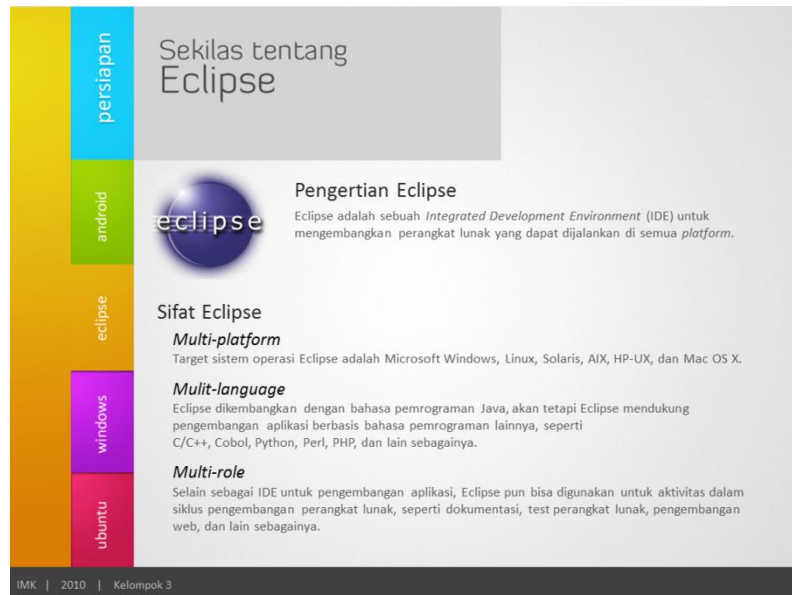 persiapan
Sekilas tentang
Eclipse
android
eclipse
Pengertian Eclipse
Eclipse adalah sebuah Integrated Development Environment (IDE) untuk
mengembangkan perangkat lunak yang dapat dijalankan di semua platform.
eclipse
Sifat Eclipse
Multi-platform
Target sistem operasi Eclipse adalah Microsoft Windows, Linux, Solaris, AIX, HP-UX, dan Mac OS X.
windows
Mulit-language
Eclipse dikembangkan dengan bahasa pemrograman Java, akan tetapi Eclipse mendukung
pengembangan aplikasi berbasis bahasa pemrograman lainnya, seperti
C/C++, Cobol, Python, Perl, PHP, dan lain sebagainya.
ubuntu
Multi-role
Selain sebagai IDE untuk pengembangan aplikasi, Eclipse pun bisa digunakan untuk aktivitas dalam
siklus pengembangan perangkat lunak, seperti dokumentasi, test perangkat lunak, pengembangan
web, dan lain sebagainya.
IMK | 2010 | Kelompok 3